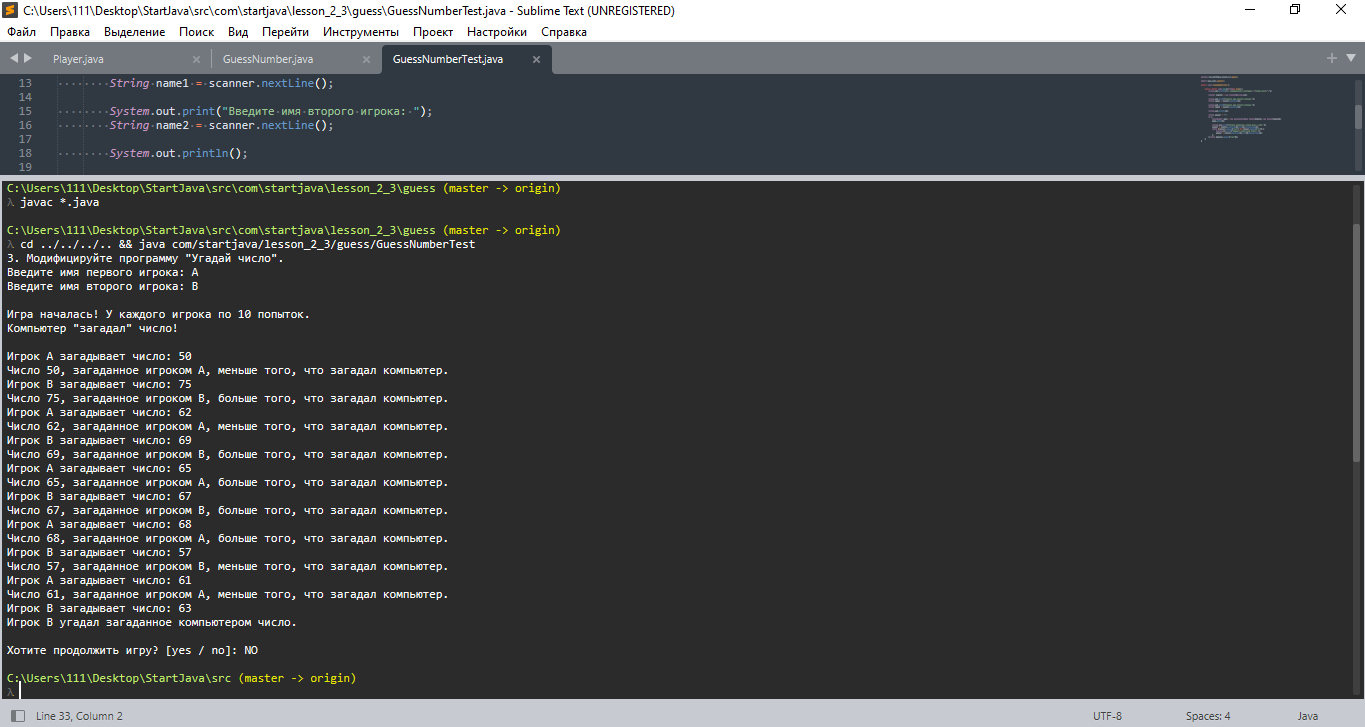 C:\Users\111\Desktop\StartJava\src\com\startjava\lesson_2_3\guess\GuessNumberTest.java - Sublime Text (UNREGISTERED)
Файл Правка Выделение Поиск Вид Перейти Инструменты Проект Настройки Справка
Player.java × GuessNumber.java × GuessNumberTest.java ×
13 ········String·name1·=·scanner.nextLine();
14
15 ········System.out.print("Введите·имя·второго·игрока:·");
16 ········String·name2·=·scanner.nextLine();
17
18 ········System.out.println();
19
C:\Users\111\Desktop\StartJava\src\com\startjava\lesson_2_3\guess (master -> origin)
λ javac *.java
C:\Users\111\Desktop\StartJava\src\com\startjava\lesson_2_3\guess (master -> origin)
λ cd ../../../.. && java com/startjava/lesson_2_3/guess/GuessNumberTest
3. Модифицируйте программу "Угадай число".
Введите имя первого игрока: A
Введите имя второго игрока: B
Игра началась! У каждого игрока по 10 попыток.
Компьютер "загадал" число!
Игрок A загадывает число: 50
Число 50, загаданное игроком A, меньше того, что загадал компьютер.
Игрок B загадывает число: 75
Число 75, загаданное игроком B, больше того, что загадал компьютер.
Игрок A загадывает число: 62
Число 62, загаданное игроком A, меньше того, что загадал компьютер.
Игрок B загадывает число: 69
Число 69, загаданное игроком B, больше того, что загадал компьютер.
Игрок A загадывает число: 65
Число 65, загаданное игроком A, больше того, что загадал компьютер.
Игрок B загадывает число: 67
Число 67, загаданное игроком B, больше того, что загадал компьютер.
Игрок A загадывает число: 68
Число 68, загаданное игроком A, больше того, что загадал компьютер.
Игрок B загадывает число: 57
Число 57, загаданное игроком B, меньше того, что загадал компьютер.
Игрок A загадывает число: 61
Число 61, загаданное игроком A, меньше того, что загадал компьютер.
Игрок B загадывает число: 63
Игрок B угадал загаданное компьютером число.
Хотите продолжить игру? [yes / no]: NO
C:\Users\111\Desktop\StartJava\src (master -> origin)
λ
Line 33, Column 2 UTF-8 Spaces: 4 Java